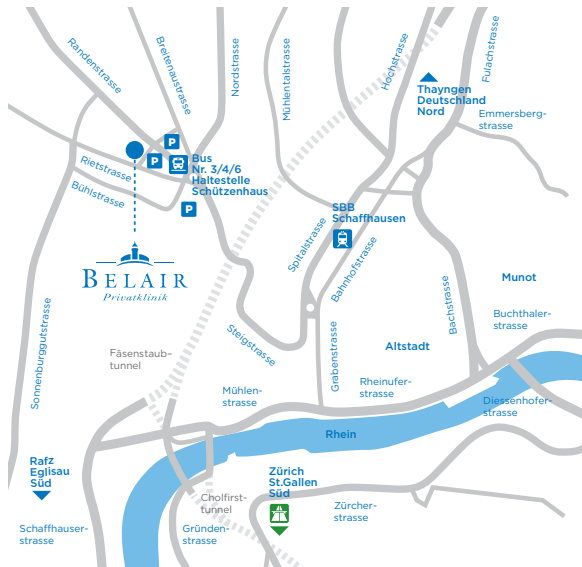 Randenstrasse
Breitenaustrasse
Nordstrasse
Mühlentalstrasse
Hochstrasse
Fulachstrasse
Thayngen
Deutschland
Nord
Emmersberg-
strasse
P
P
Bus
Nr. 3/4/6
Haltestelle
Schützenhaus
Rietstrasse
Bühlstrasse
P
SBB
Schaffhausen
Spitalstrasse
Bahnhofstrasse
BELAIR
Privatklinik
Munot
Bachstrasse
Buchthaler-
strasse
Sonnenburggutstrasse
Steigstrasse
Grabenstrasse
Altstadt
Fäsenstaub-
tunnel
Mühlen-
strasse
Rheinufer-
strasse
Diessenhofer-
strasse
Rhein
Rafz
Eglisau
Süd
Zürich
St.Gallen
Süd
Cholfirst-
tunnel
Zürcher-
strasse
Schaffhauser-
strasse
Gründen-
strasse